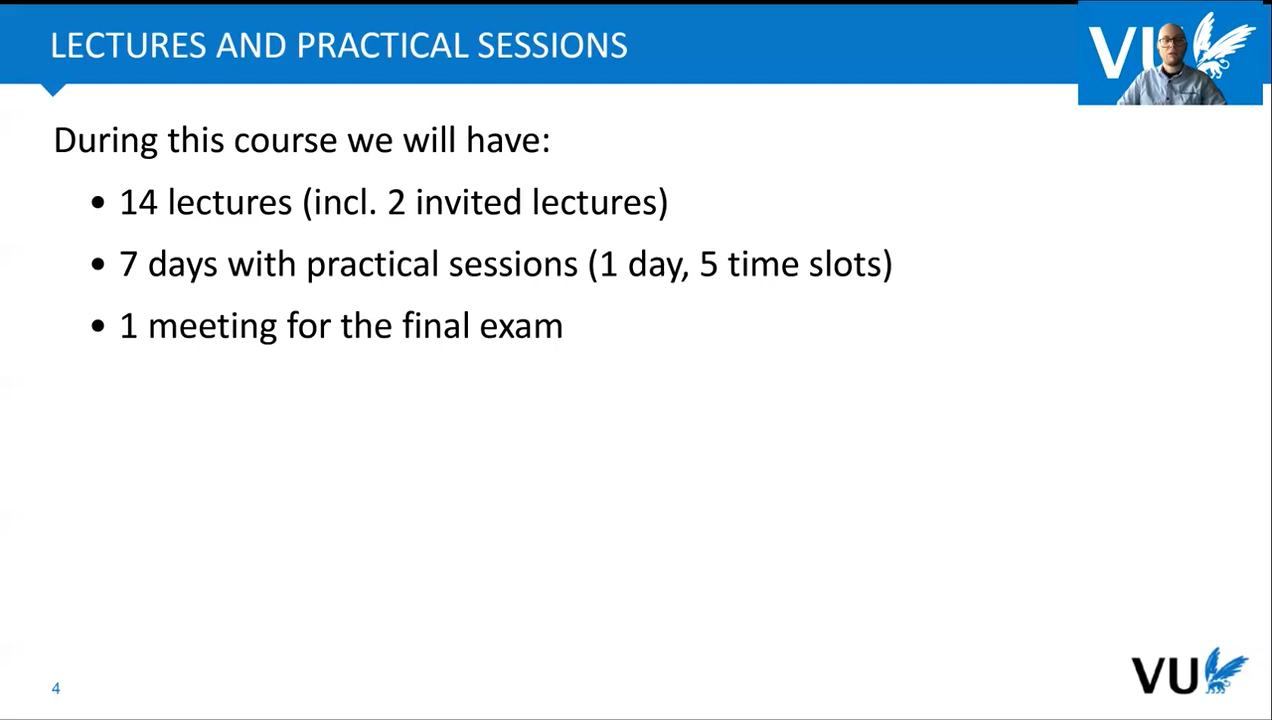 LECTURES AND PRACTICAL SESSIONS
VU
During this course we will have:
• 14 lectures (incl. 2 invited lectures)
• 7 days with practical sessions (1 day, 5 time slots)
• 1 meeting for the final exam
4
VU